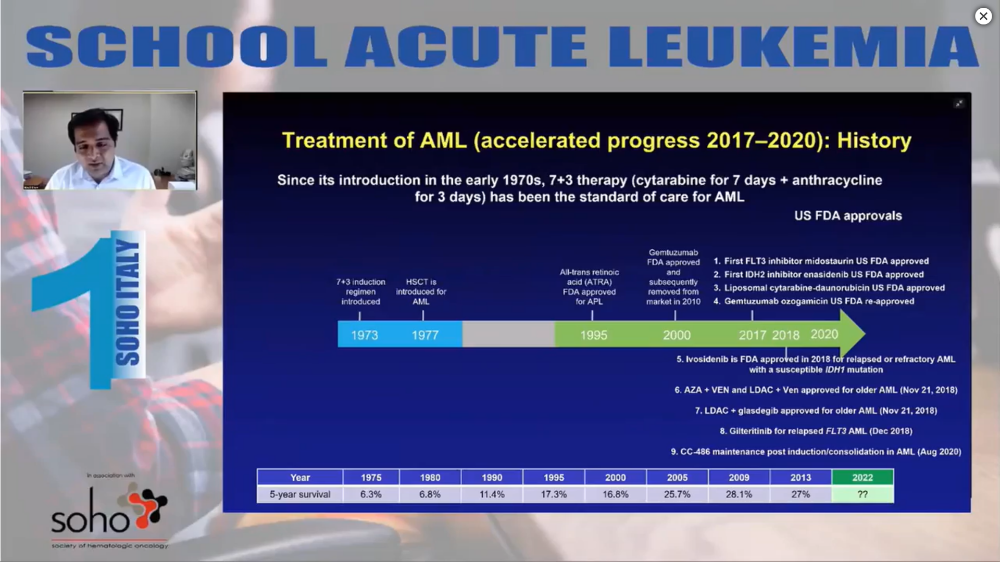 SCHOOL ACUTE LEUKEMIA
1
SOHO ITALY
In association with
soho
society of hematologic oncology
Treatment of AML (accelerated progress 2017–2020): History
Since its introduction in the early 1970s, 7+3 therapy (cytarabine for 7 days + anthracycline
for 3 days) has been the standard of care for AML
US FDA approvals
7+3 induction
regimen
introduced
HSCT is
introduced for
AML
All-trans retinoic
acid (ATRA)
FDA approved
for APL
Gemtuzumab
FDA approved
and
subsequently
removed from
market in 2010
1. First FLT3 inhibitor midostaurin US FDA approved
2. First IDH2 inhibitor enasidenib US FDA approved
3. Liposomal cytarabine-daunorubicin US FDA approved
4. Gemtuzumab ozogamicin US FDA re-approved
1973 1977 1995 2000 2017 2018 2020
5. Ivosidenib is FDA approved in 2018 for relapsed or refractory AML
with a susceptible IDH1 mutation
6. AZA + VEN and LDAC + Ven approved for older AML (Nov 21, 2018)
7. LDAC + glasdegib approved for older AML (Nov 21, 2018)
8. Gilteritinib for relapsed FLT3 AML (Dec 2018)
9. CC-486 maintenance post induction/consolidation in AML (Aug 2020)
Year 1975 1980 1990 1995 2000 2005 2009 2013 2022
5-year survival 6.3% 6.8% 11.4% 17.3% 16.8% 25.7% 28.1% 27% ??